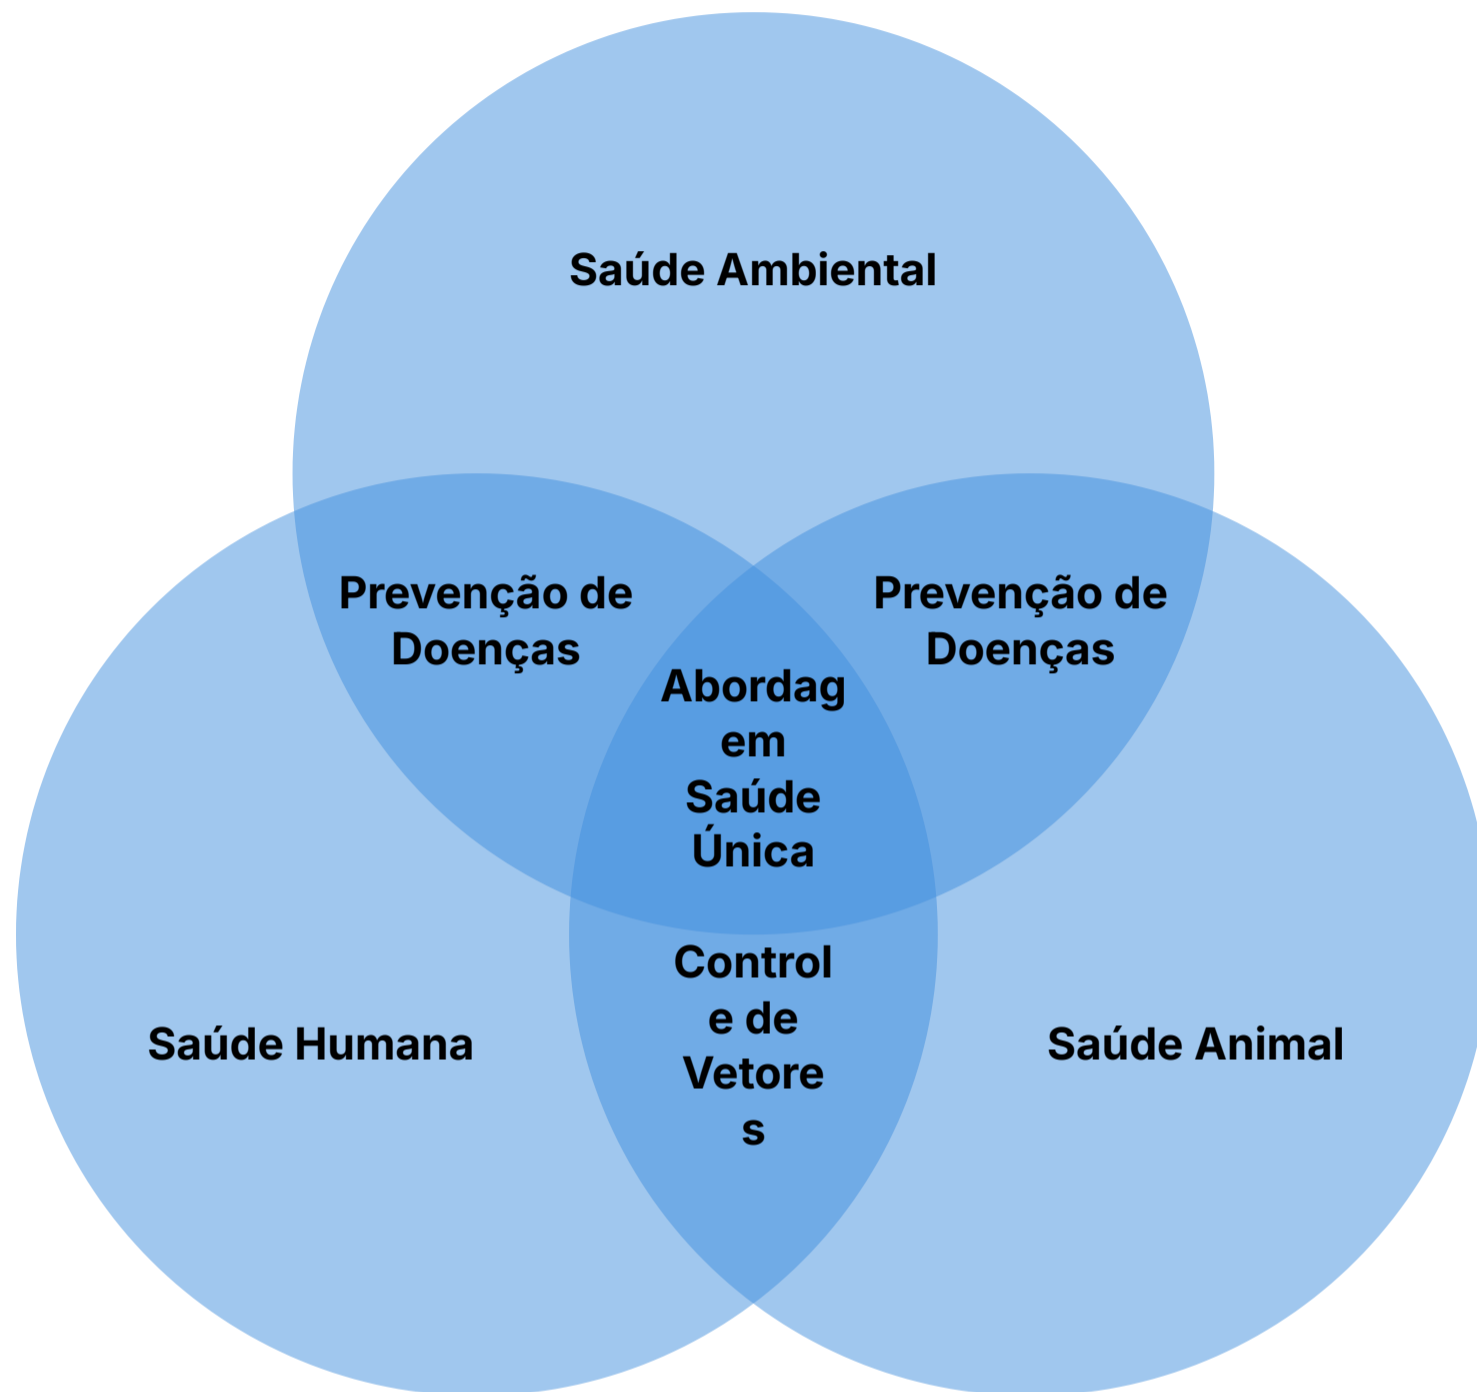 Saúde Ambiental
Prevenção de
Doenças
Prevenção de
Doenças
Abordag
em
Saúde
Única
Control
e de
Vetore
s
Saúde Humana
Saúde Animal